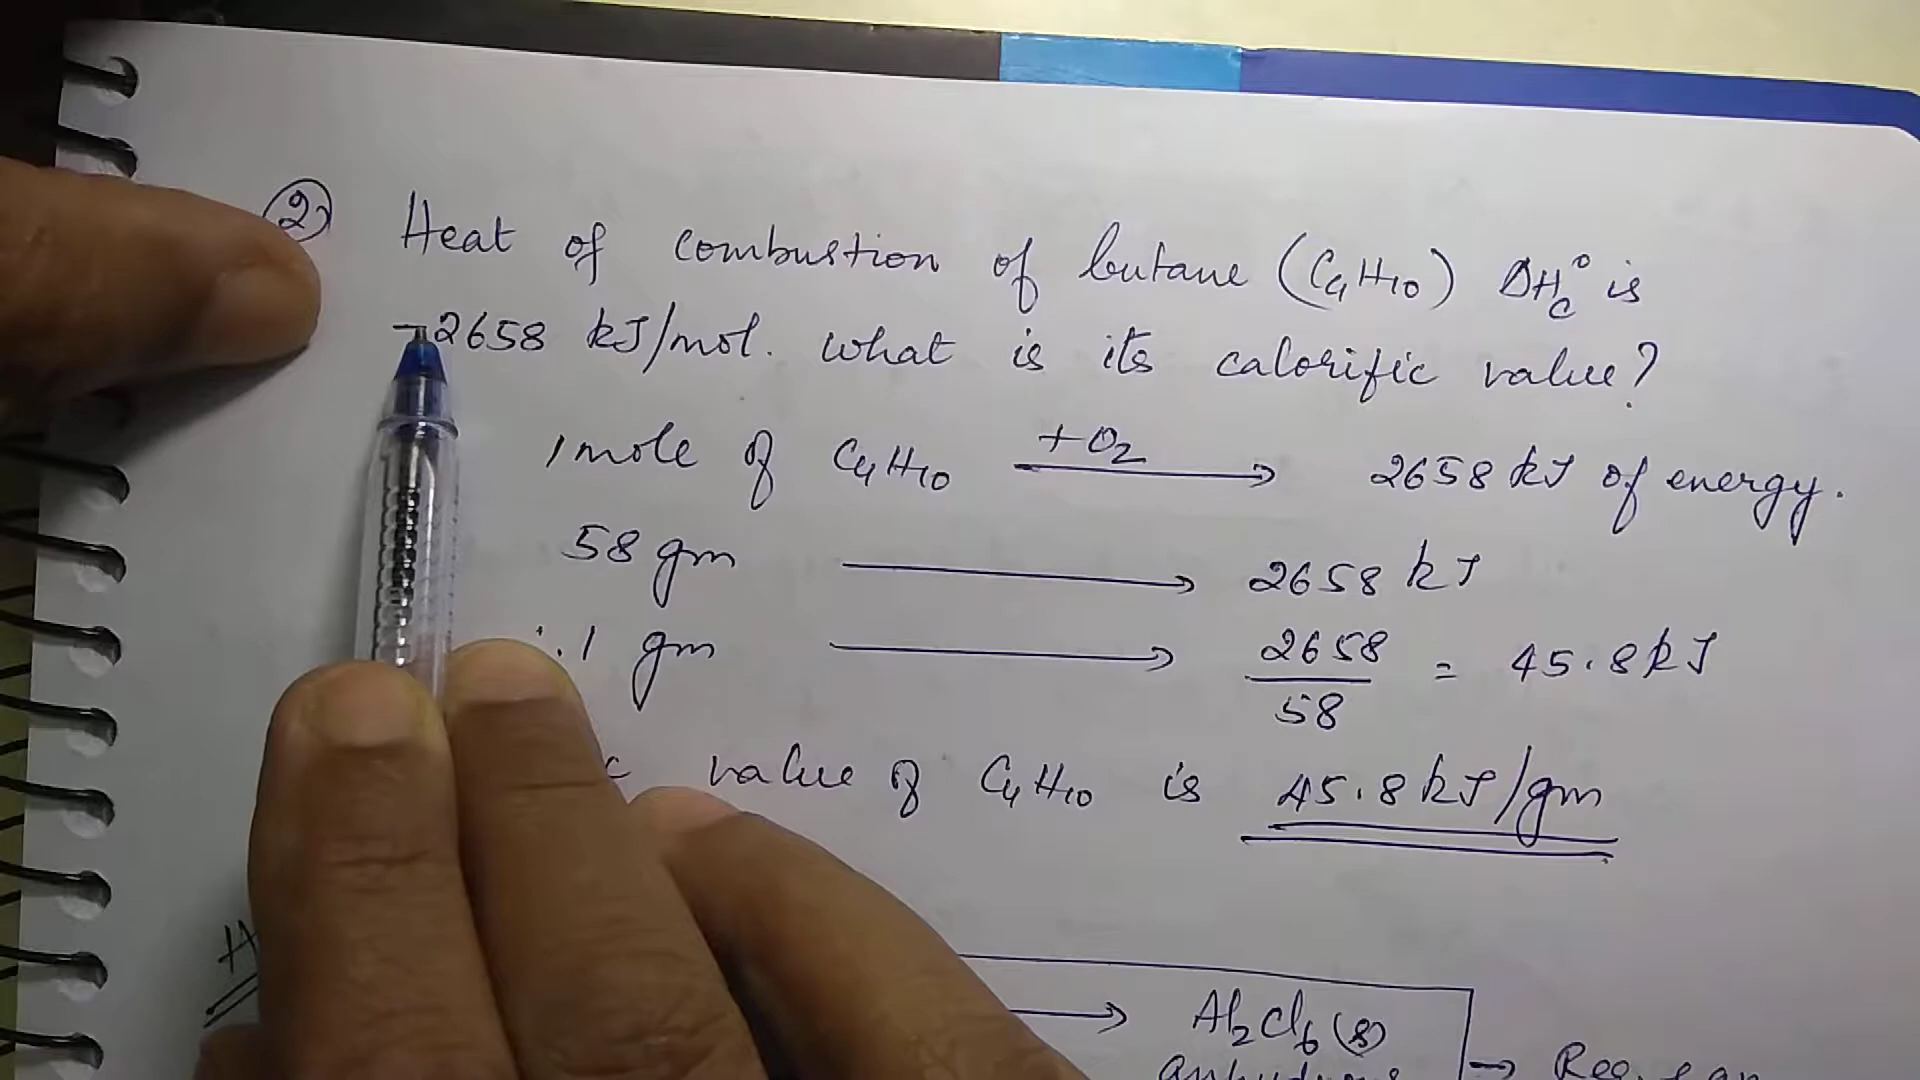 ② Heat of combustion of butane (C₄H₁₀) ΔH°c is
-2658 kJ/mol. what is its calorific value?
1 mole of C₄H₁₀ +O₂ → 2658 kJ of energy.
58 gm → 2658 kJ
∴ 1 gm → 2658/58 = 45.8 kJ
value of C₄H₁₀ is 45.8 kJ/gm
→ Al₂Cl₆ (s)